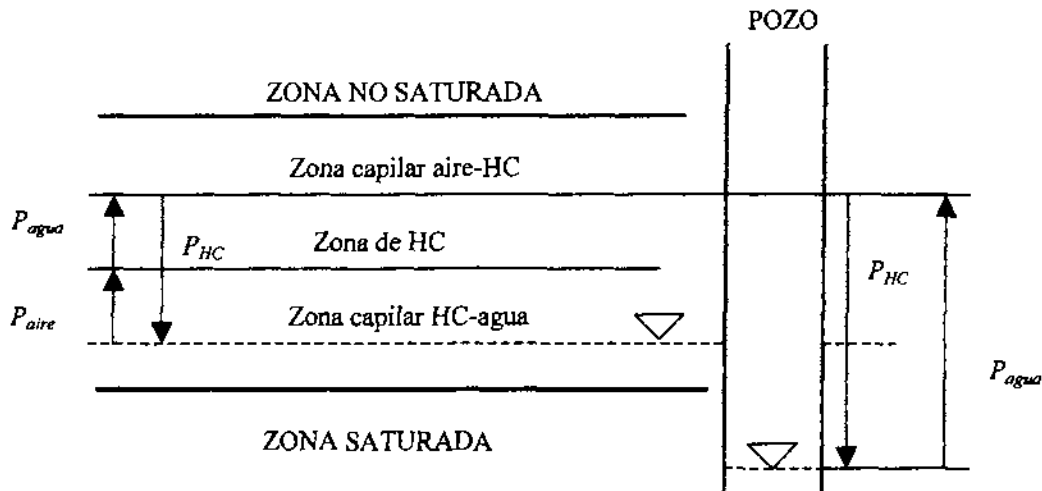 POZO
ZONA NO SATURADA
Zona capilar aire-HC
P_agua
P_HC
Zona de HC
P_HC
P_aire
Zona capilar HC-agua
P_agua
ZONA SATURADA